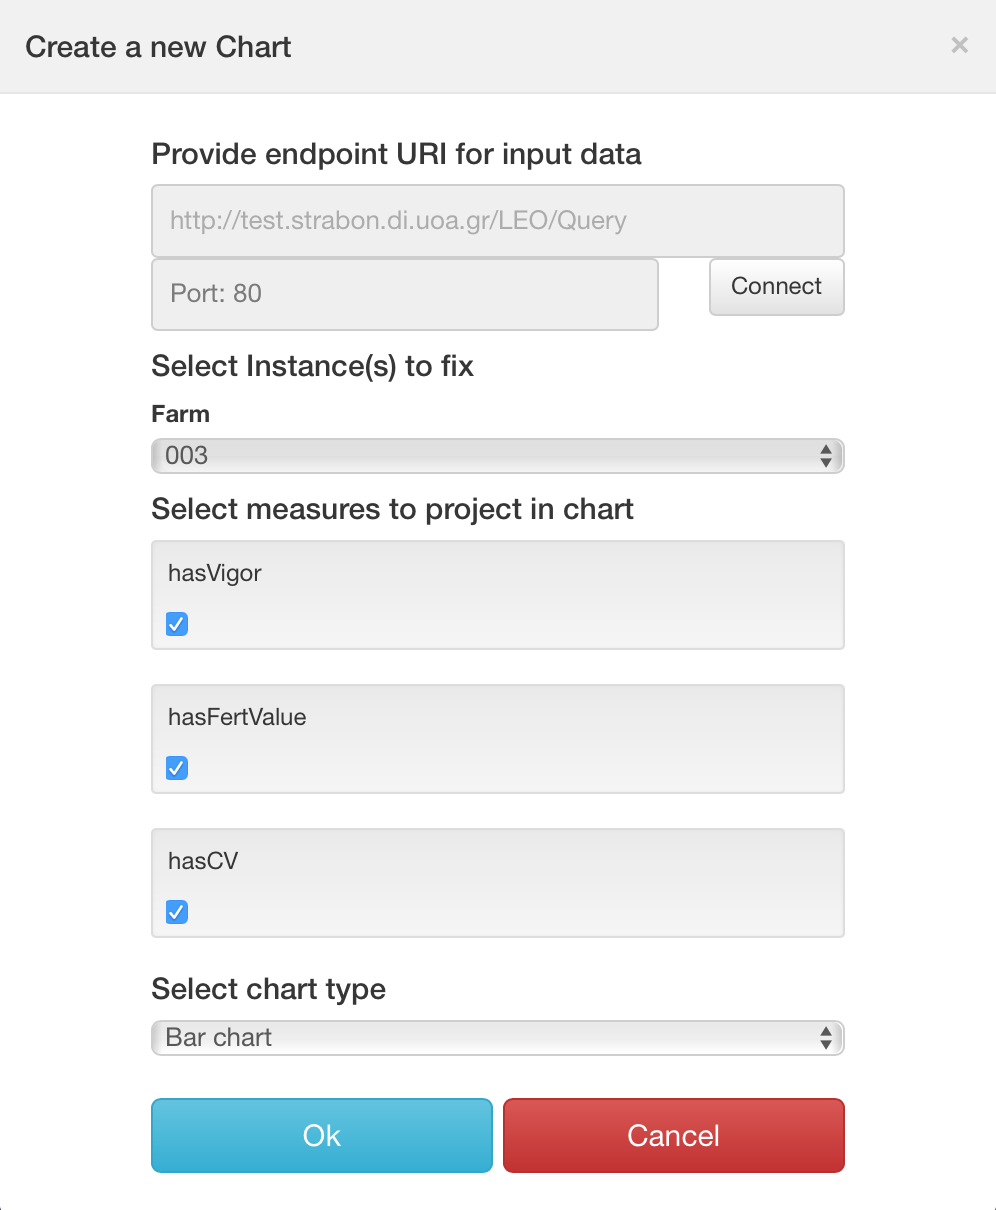 Create a new Chart ×
Provide endpoint URI for input data
http://test.strabon.di.uoa.gr/LEO/Query
Port: 80
Connect
Select Instance(s) to fix
Farm
003
Select measures to project in chart
hasVigor
hasFertValue
hasCV
Select chart type
Bar chart
Ok
Cancel